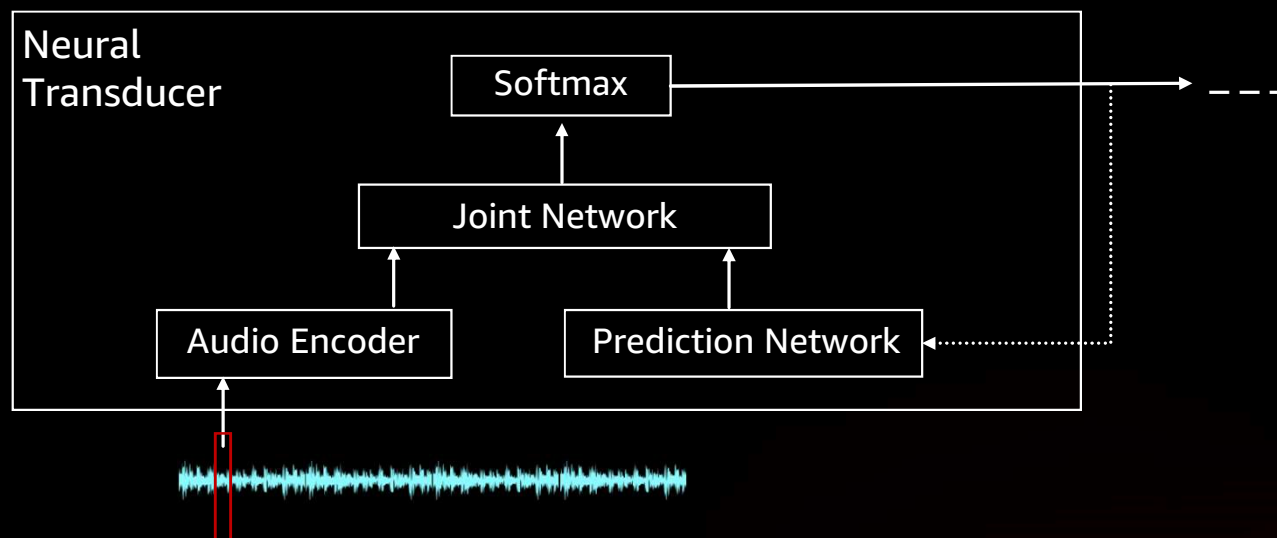 Neural
Transducer
Softmax
Joint Network
Audio Encoder
Prediction Network